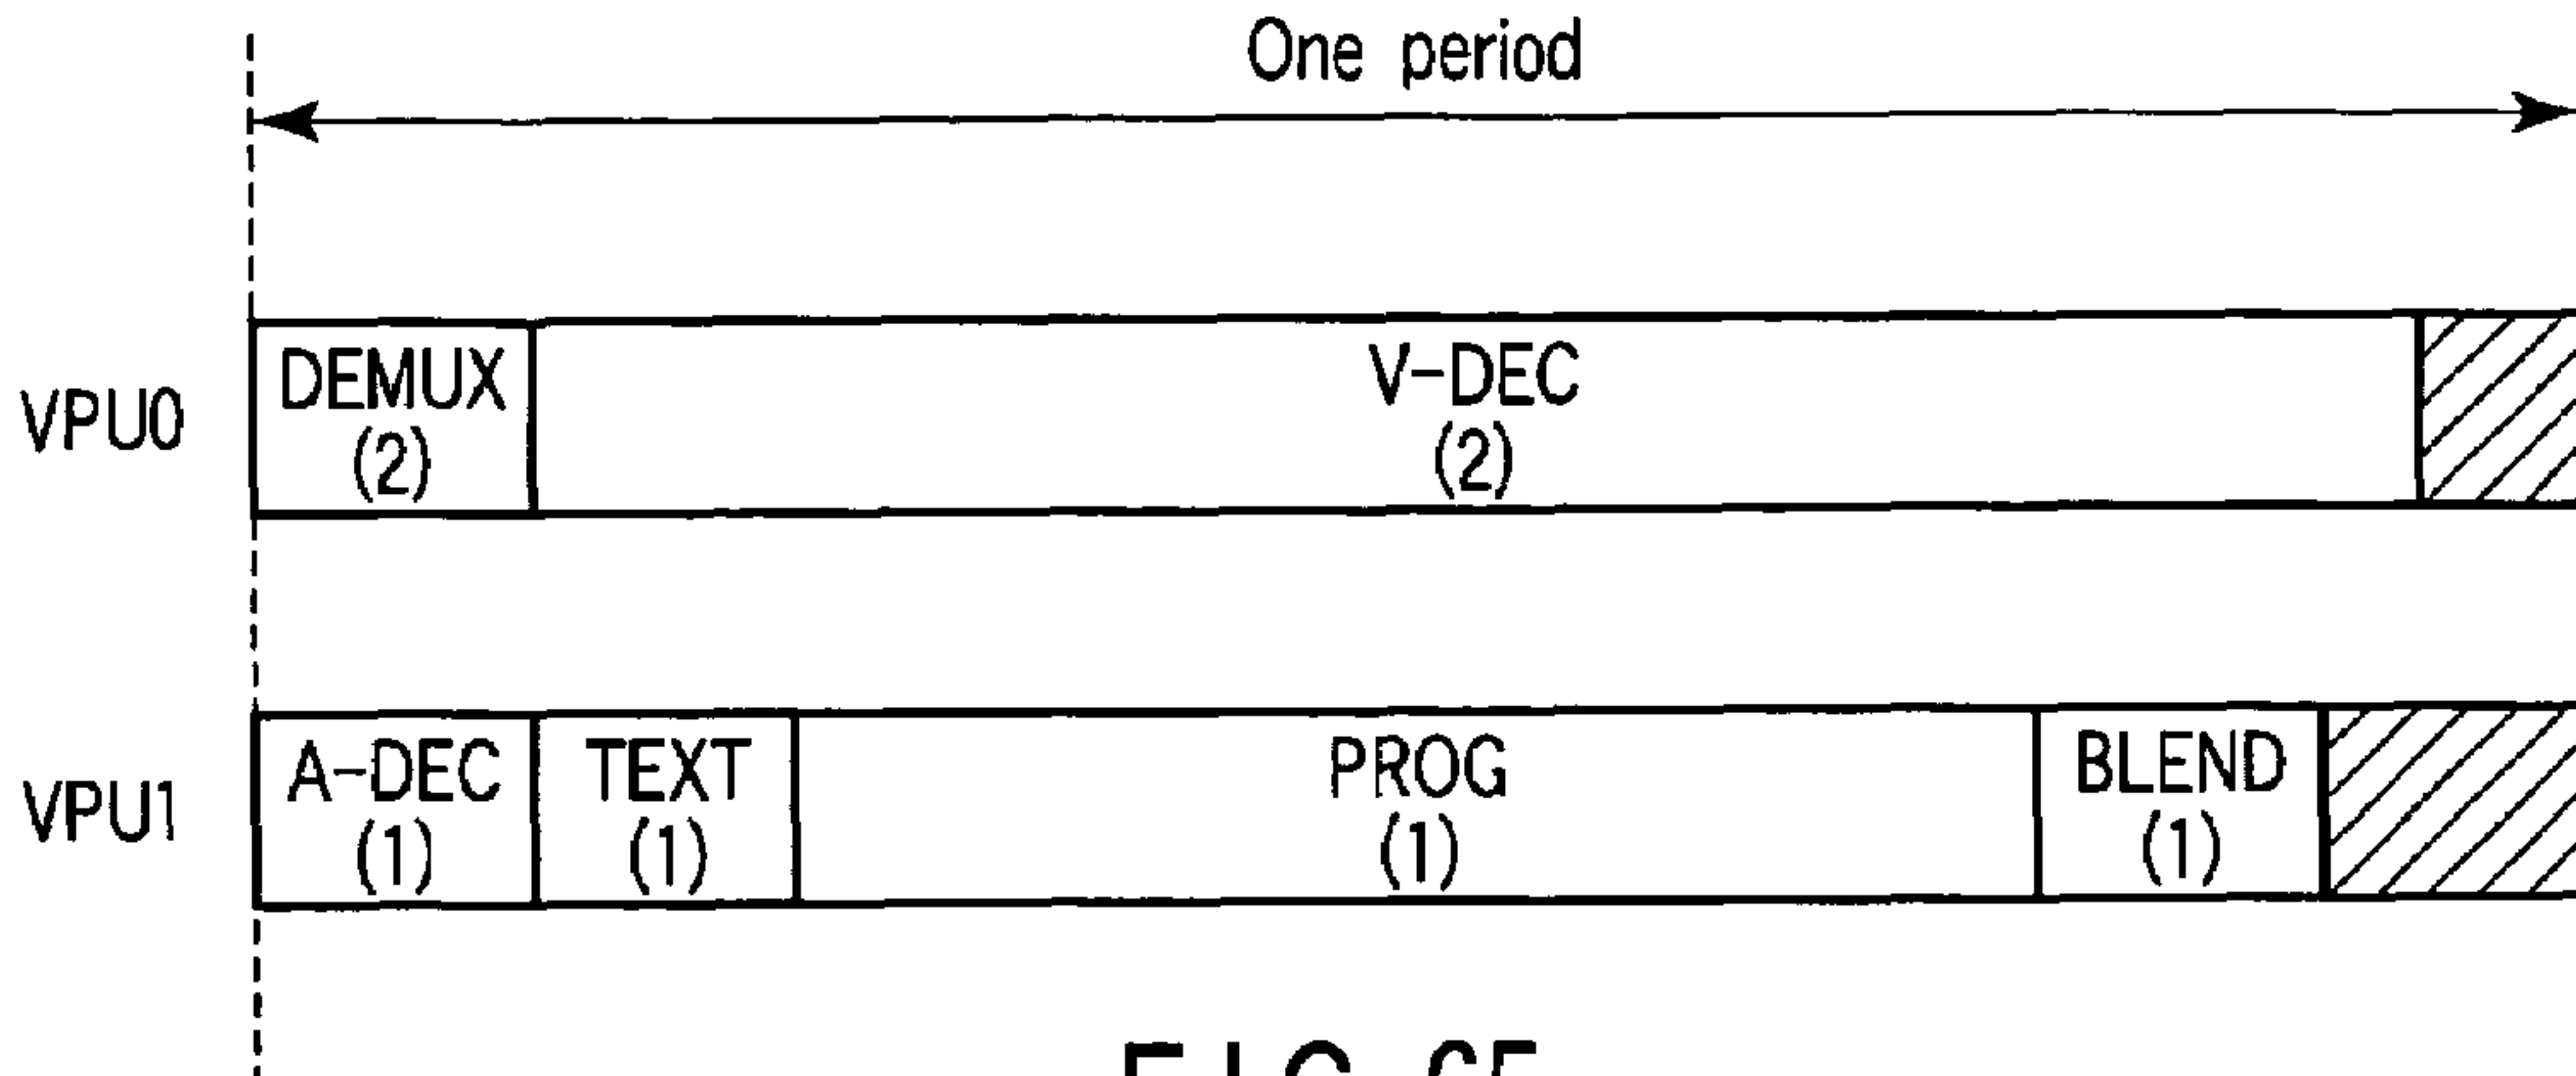 One period
VPU0
DEMUX
(2)
V-DEC
(2)
VPU1
A-DEC
(1)
TEXT
(1)
PROG
(1)
BLEND
(1)